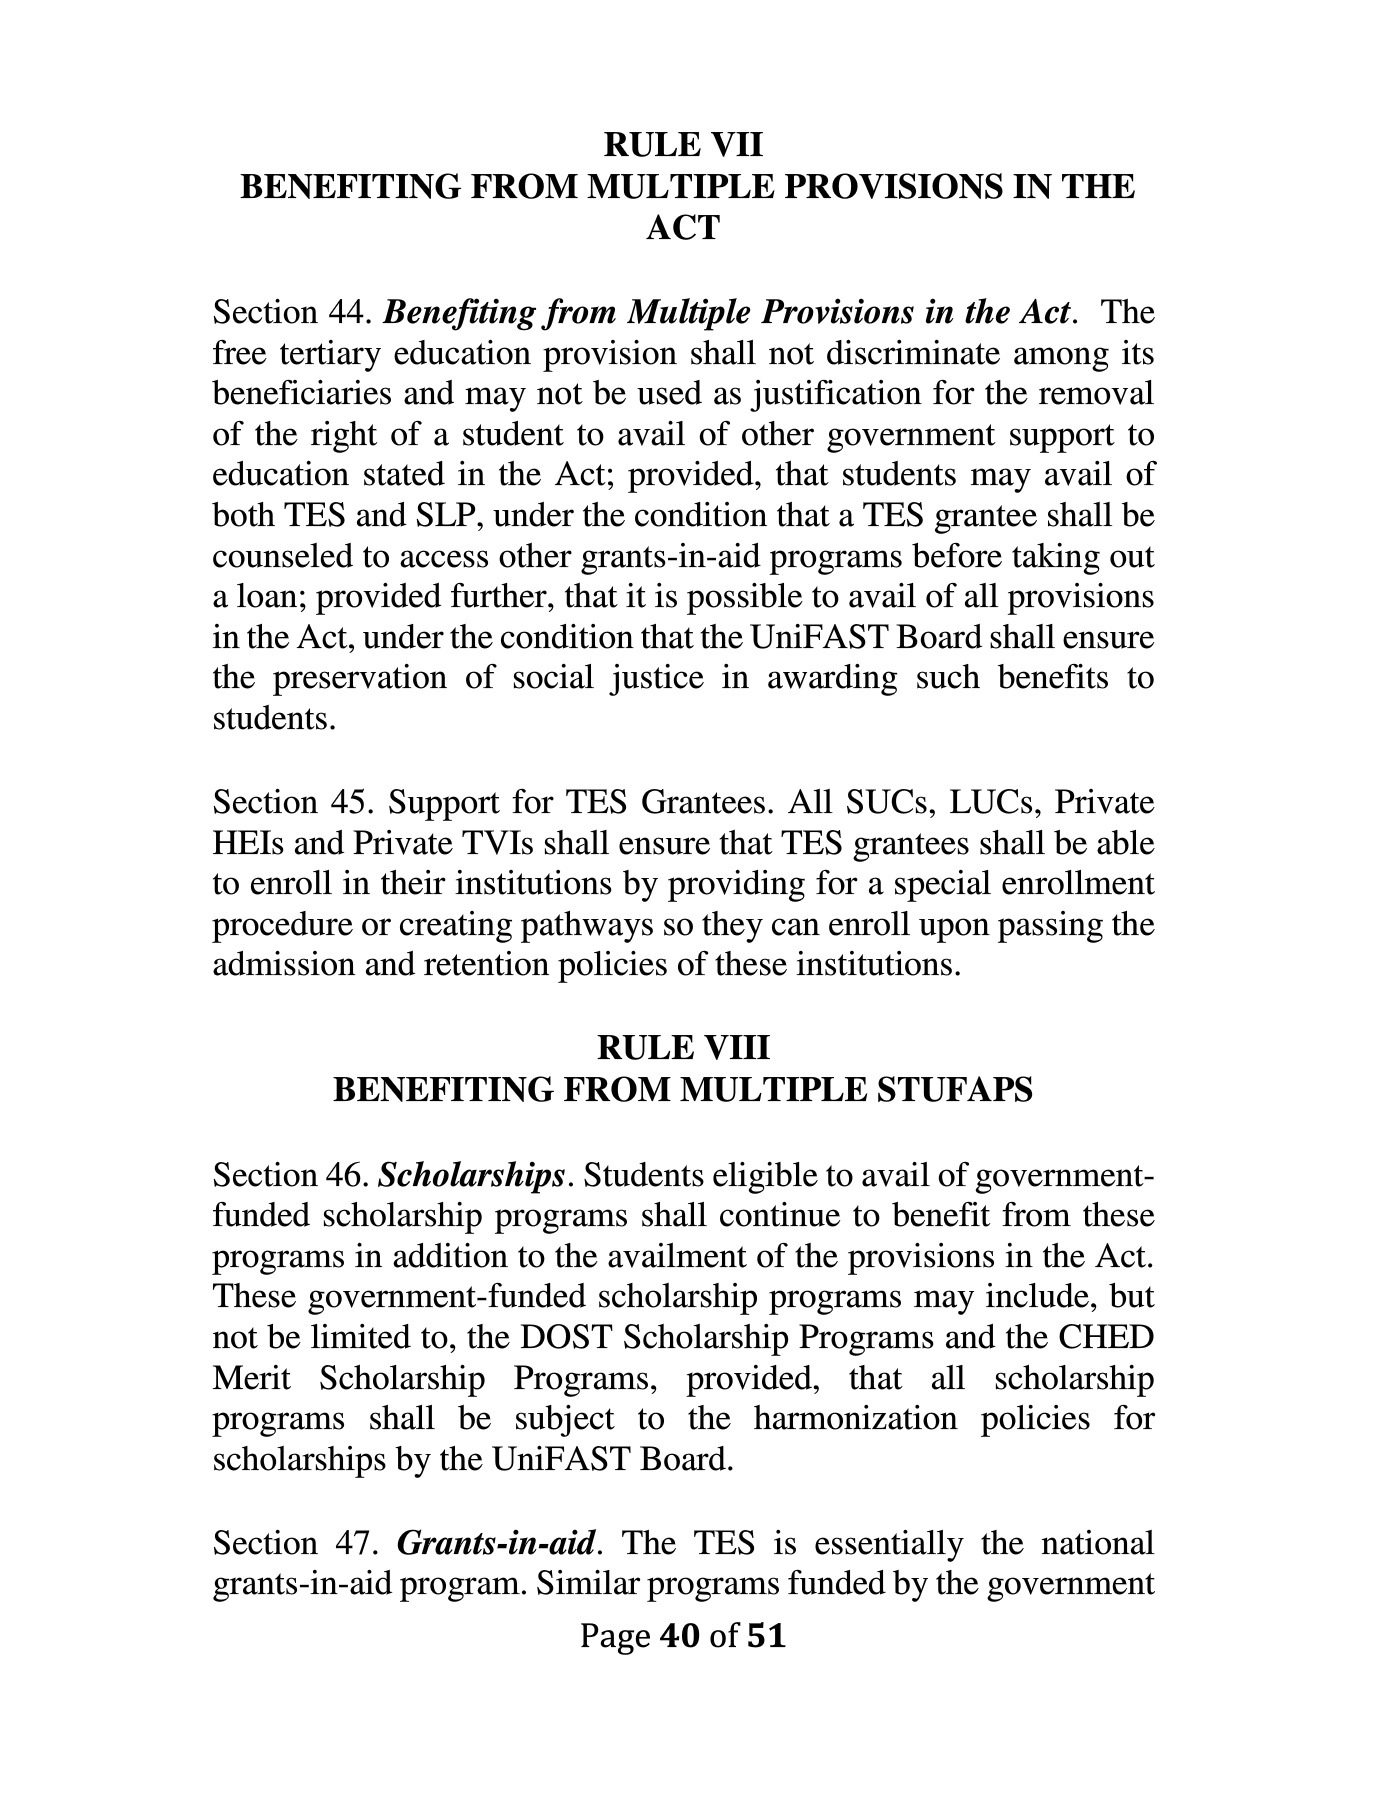 RULE VII
BENEFITING FROM MULTIPLE PROVISIONS IN THE
ACT
Section 44. Benefiting from Multiple Provisions in the Act. The
free tertiary education provision shall not discriminate among its
beneficiaries and may not be used as justification for the removal
of the right of a student to avail of other government support to
education stated in the Act; provided, that students may avail of
both TES and SLP, under the condition that a TES grantee shall be
counseled to access other grants-in-aid programs before taking out
a loan; provided further, that it is possible to avail of all provisions
in the Act, under the condition that the UniFAST Board shall ensure
the preservation of social justice in awarding such benefits to
students.
Section 45. Support for TES Grantees. All SUCs, LUCs, Private
HEIs and Private TVIs shall ensure that TES grantees shall be able
to enroll in their institutions by providing for a special enrollment
procedure or creating pathways so they can enroll upon passing the
admission and retention policies of these institutions.
RULE VIII
BENEFITING FROM MULTIPLE STUFAPS
Section 46. Scholarships. Students eligible to avail of government-
funded scholarship programs shall continue to benefit from these
programs in addition to the availment of the provisions in the Act.
These government-funded scholarship programs may include, but
not be limited to, the DOST Scholarship Programs and the CHED
Merit Scholarship Programs, provided, that all scholarship
programs shall be subject to the harmonization policies for
scholarships by the UniFAST Board.
Section 47. Grants-in-aid. The TES is essentially the national
grants-in-aid program. Similar programs funded by the government
Page 40 of 51